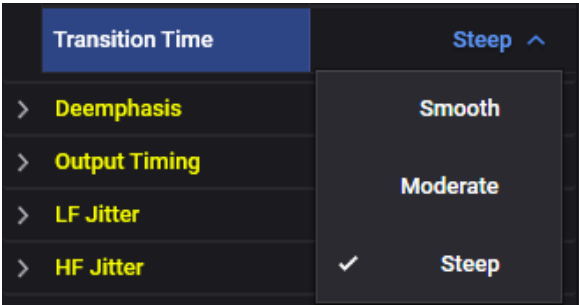 Transition Time Steep
Smooth
Deemphasis
Output Timing
Moderate
LF Jitter
HF Jitter
Steep